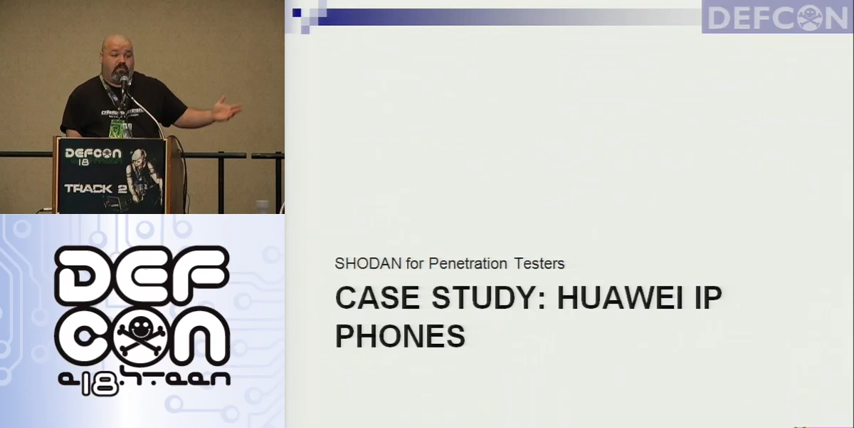 DEFCON
SHODAN for Penetration Testers
CASE STUDY: HUAWEI IP
PHONES
DEFCON
18
TRACK 2
DEF
CON
e18hteen